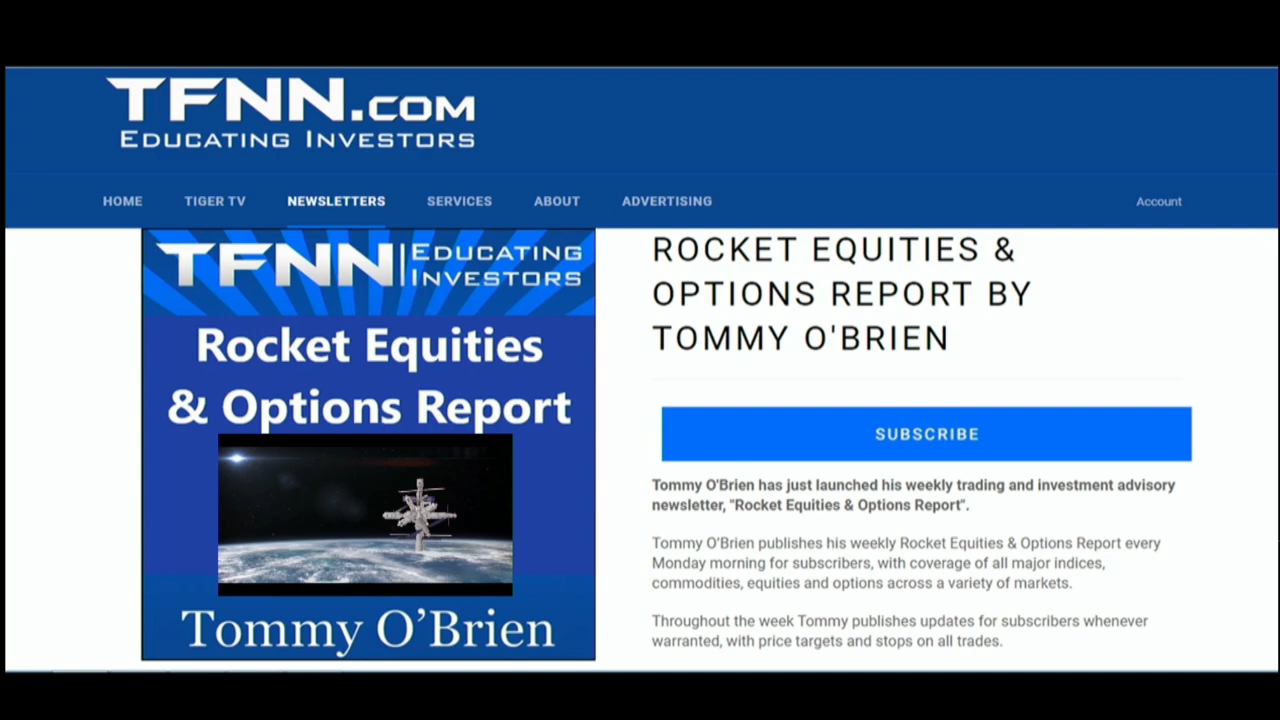 TFNN.COM
EDUCATING INVESTORS
HOME TIGER TV NEWSLETTERS SERVICES ABOUT ADVERTISING Account
TFNN | EDUCATING
INVESTORS
Rocket Equities
& Options Report
Tommy O’Brien
ROCKET EQUITIES &
OPTIONS REPORT BY
TOMMY O'BRIEN
SUBSCRIBE
Tommy O'Brien has just launched his weekly trading and investment advisory
newsletter, "Rocket Equities & Options Report".
Tommy O’Brien publishes his weekly Rocket Equities & Options Report every
Monday morning for subscribers, with coverage of all major indices,
commodities, equities and options across a variety of markets.
Throughout the week Tommy publishes updates for subscribers whenever
warranted, with price targets and stops on all trades.